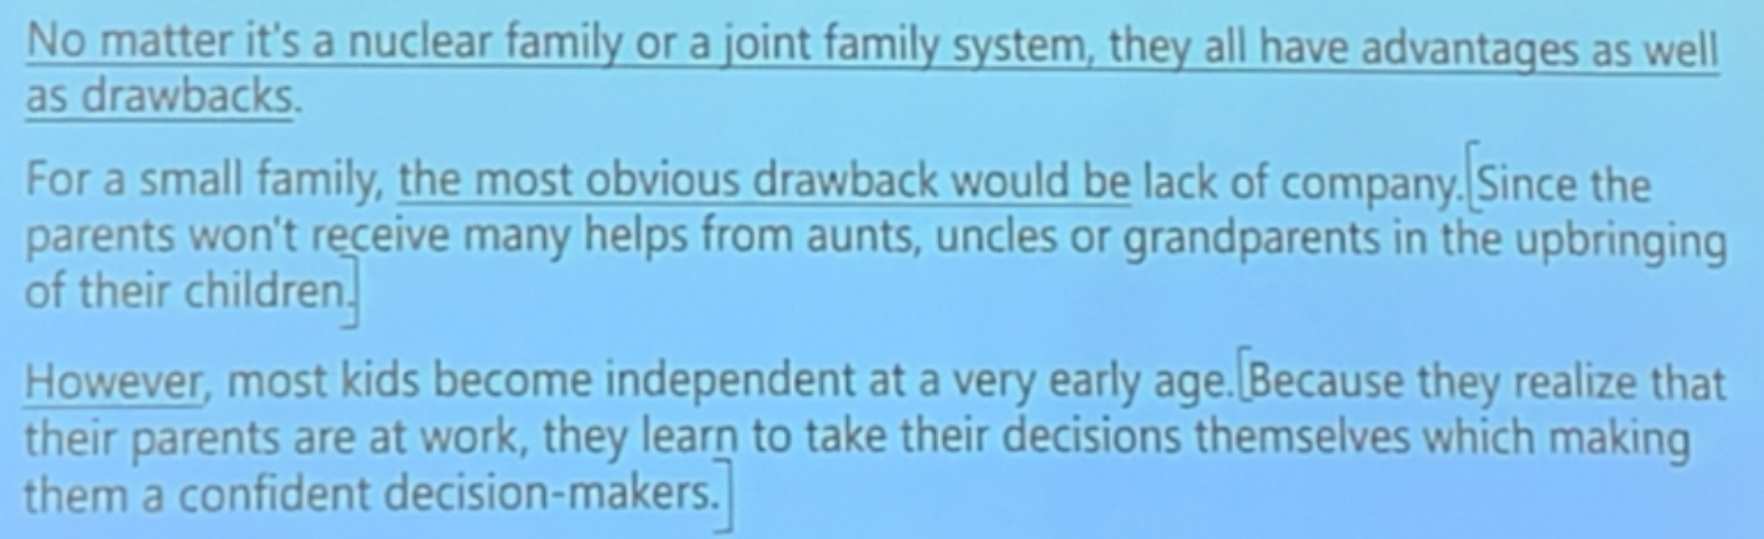 No matter it's a nuclear family or a joint family system, they all have advantages as well
as drawbacks.
For a small family, the most obvious drawback would be lack of company.[Since the
parents won't receive many helps from aunts, uncles or grandparents in the upbringing
of their children.]
However, most kids become independent at a very early age.[Because they realize that
their parents are at work, they learn to take their decisions themselves which making
them a confident decision-makers.]